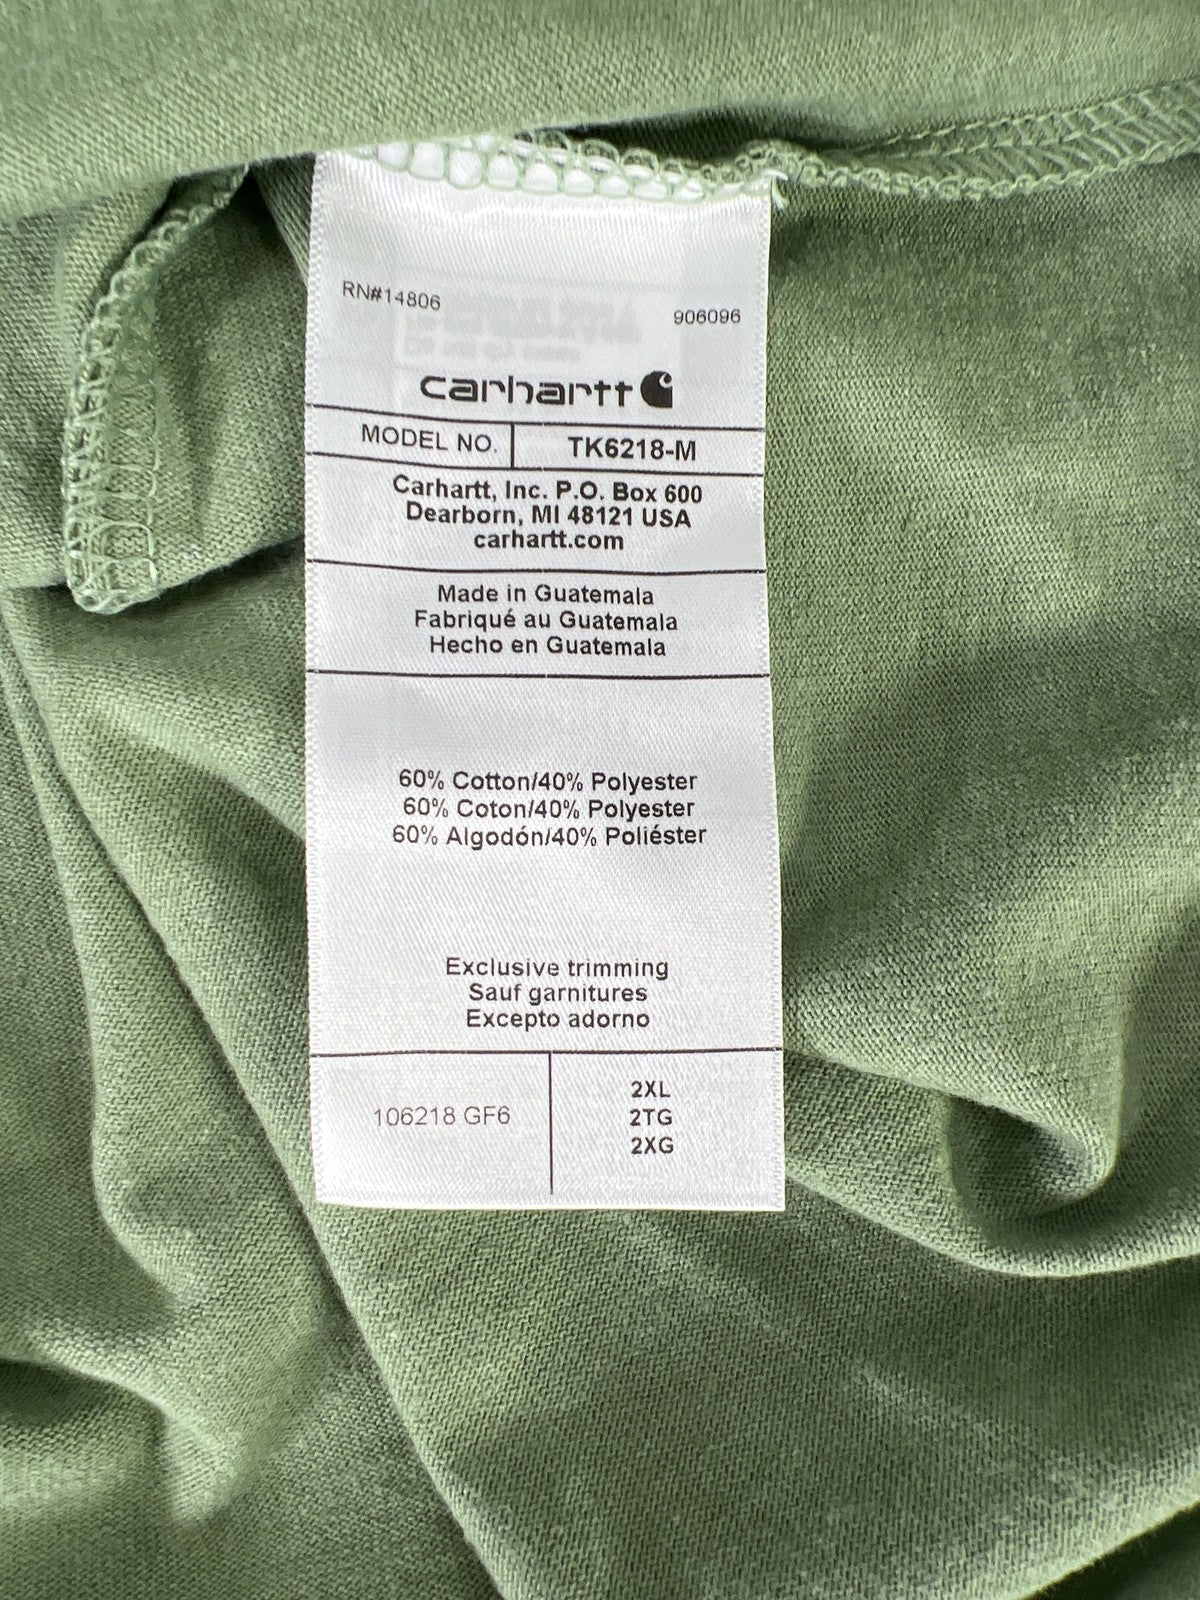 RN#14806
906096
carhartt
MODEL NO. TK6218-M
Carhartt, Inc. P.O. Box 600
Dearborn, MI 48121 USA
carhartt.com
Made in Guatemala
Fabriqué au Guatemala
Hecho en Guatemala
60% Cotton/40% Polyester
60% Coton/40% Polyester
60% Algodón/40% Poliéster
Exclusive trimming
Sauf garnitures
Excepto adorno
106218 GF6
2XL
2TG
2XG